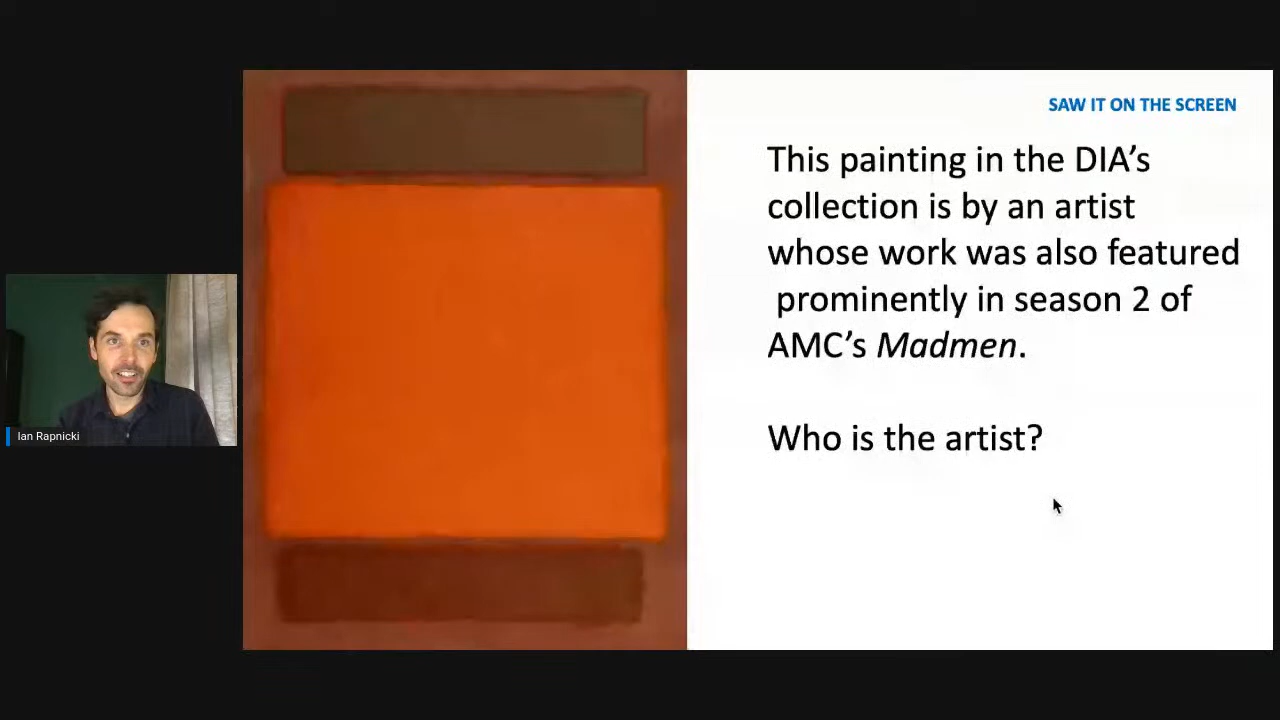 SAW IT ON THE SCREEN
This painting in the DIA's
collection is by an artist
whose work was also featured
prominently in season 2 of
AMC's Madmen.
Who is the artist?
Ian Rapnicki